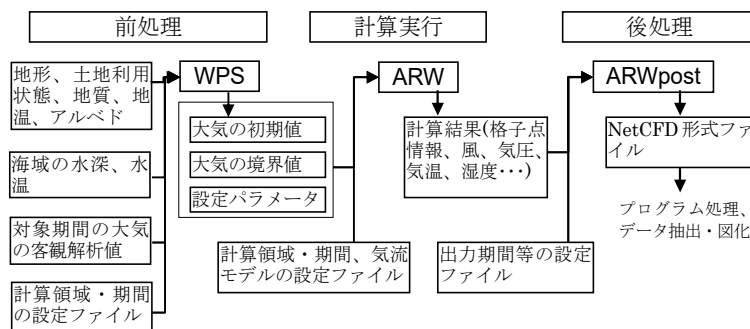 前処理
計算実行
後処理
地形、土地利用
状態、地質、地
温、アルベド
海域の水深、水
温
対象期間の大気
の客観解析値
計算領域・期間
の設定ファイル
WPS
大気の初期値
大気の境界値
設定パラメータ
計算領域・期間、気流
モデルの設定ファイル
ARW
計算結果(格子点
情報、風、気圧、
気温、湿度・・・)
出力期間等の設定
ファイル
ARWpost
NetCFD 形式ファ
イル
プログラム処理、
データ抽出・図化